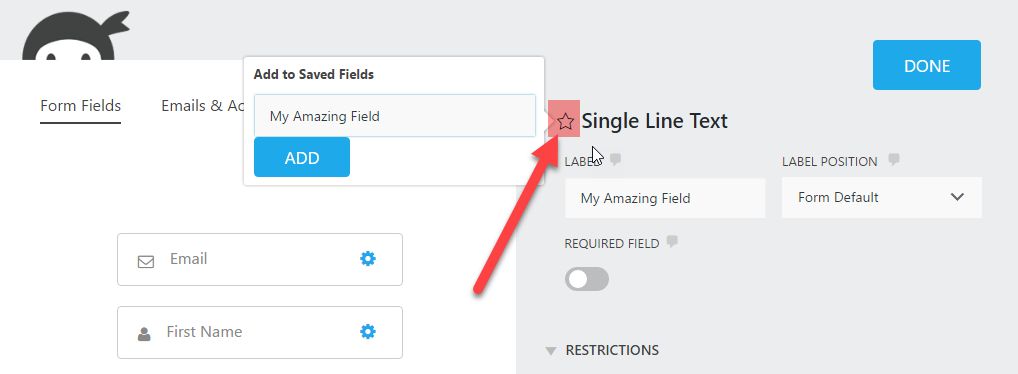 DONE
Add to Saved Fields
Form Fields
Emails & Ac
My Amazing Field
Single Line Text
ADD
LABEL
LABEL POSITION
My Amazing Field
Form Default
REQUIRED FIELD
Email
First Name
RESTRICTIONS